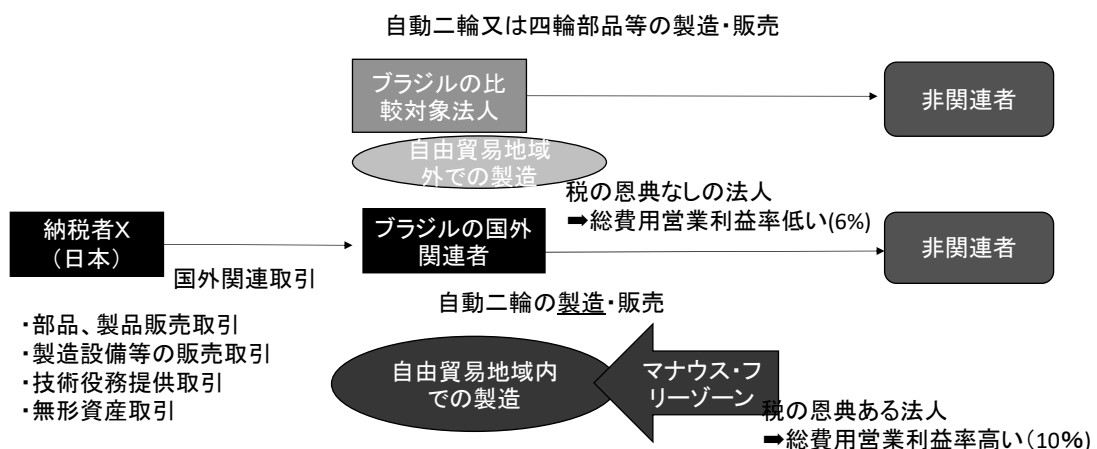 自動二輪又は四輪部品等の製造・販売
ブラジルの比
較対象法人
非関連者
自由貿易地域
外での製造
税の恩典なしの法人
➡総費用営業利益率低い(6%)
納税者X
（日本）
ブラジルの国外
関連者
非関連者
国外関連取引
自動二輪の製造・販売
・部品、製品販売取引
・製造設備等の販売取引
・技術役務提供取引
・無形資産取引
自由貿易地域内
での製造
マナウス・フ
リーゾーン
税の恩典ある法人
➡総費用営業利益率高い（10%）